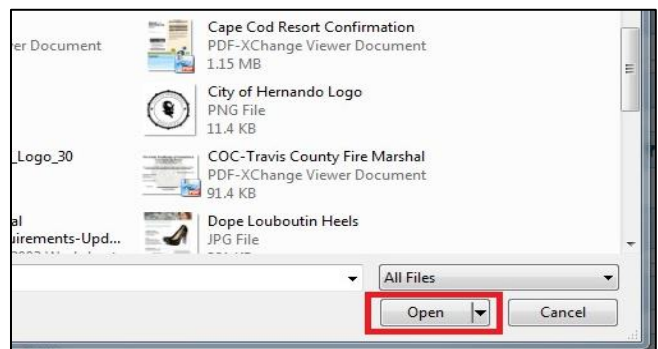 Cape Cod Resort Confirmation
er Document
PDF-XChange Viewer Document
1.15 MB
City of Hernando Logo
PNG File
11.4 KB
_Logo_30
COC-Travis County Fire Marshal
PDF-XChange Viewer Document
91.4 KB
al
Dope Louboutin Heels
uirements-Upd...
JPG File
All Files
Open
Cancel